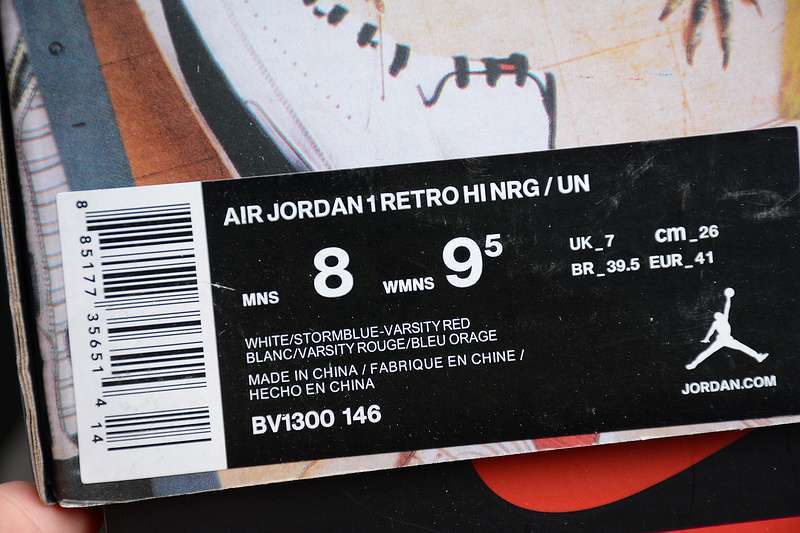 AIR JORDAN 1 RETRO HI NRG / UN
MNS 8 WMNS 9⁵
UK_7 cm_26
BR_39.5 EUR_41
WHITE/STORMBLUE-VARSITY RED
BLANC/VARSITY ROUGE/BLEU ORAGE
MADE IN CHINA / FABRIQUE EN CHINE /
HECHO EN CHINA
BV1300 146
JORDAN.COM
8 85177 35651 4 14